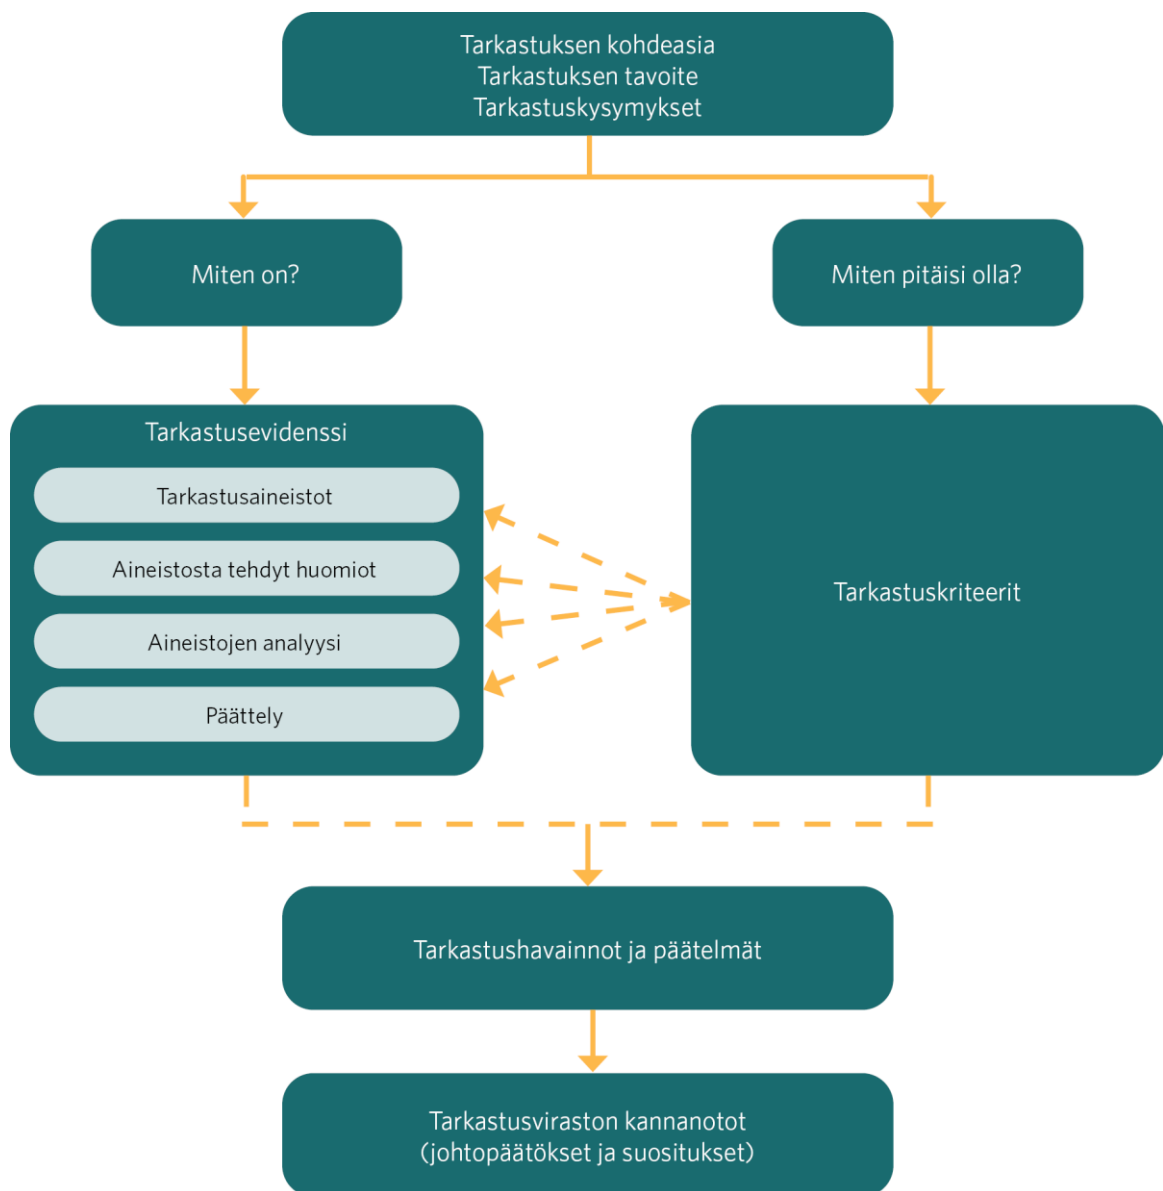 Tarkastuksen kohdeasia
Tarkastuksen tavoite
Tarkastuskysymykset
Miten on?
Miten pitäisi olla?
Tarkastusevidenssi
Tarkastusaineistot
Aineistosta tehdyt huomiot
Aineistojen analyysi
Päättely
Tarkastuskriteerit
Tarkastushavainnot ja päätelmät
Tarkastusviraston kannanotot
(johtopäätökset ja suositukset)